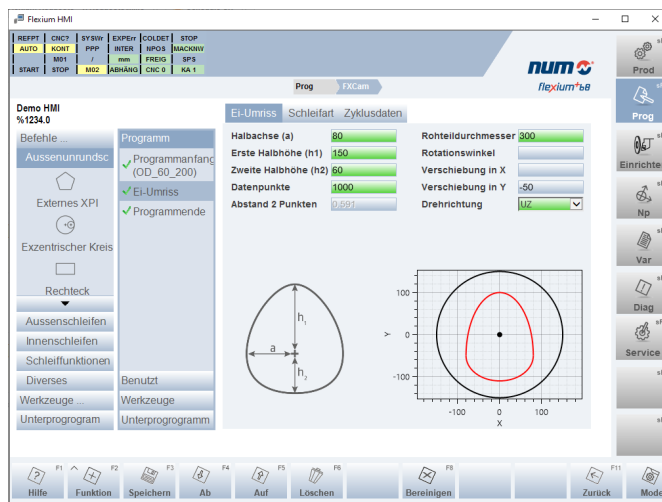 Flexium HMI
REFPT CNC? SYSWr EXPErr COLDET STOP
AUTO KONT PPP INTER NPOS MACKNW
M01 / mm FREIG SPS
START STOP M02 ABHÄNG CNC 0 KA 1
num
flexium+68
Prog FXCam
Demo HMI
%1234.0
Befehle ...
Aussenunrundsc
Externes XPI
Exzentrischer Kreis
Rechteck
Aussenschleifen
Innenschleifen
Schleiffunktionen
Diverses
Werkzeuge ...
Unterprogrogram
Programm
Programmanfang
(OD_60_200)
Ei-Umriss
Programmende
Benutzt
Werkzeuge
Unterprogrogramm
Ei-Umriss Schleifart Zyklusdaten
Halbachse (a) 80
Erste Halbhöhe (h1) 150
Zweite Halbhöhe (h2) 60
Datenpunkte 1000
Abstand 2 Punkten 0.591
Rohteildurchmesser 300
Rotationswinkel
Verschiebung in X
Verschiebung in Y -50
Drehrichtung UZ
h1
a
h2
100
Y 0
-100
-100 0 100
X
Prod
Prog
Einrichte
Np
Var
Diag
Service
F1 F2 F3 F4 F5 F6 F8 F11
Hilfe Funktion Speichern Ab Auf Löschen Bereinigen Zurück Mode